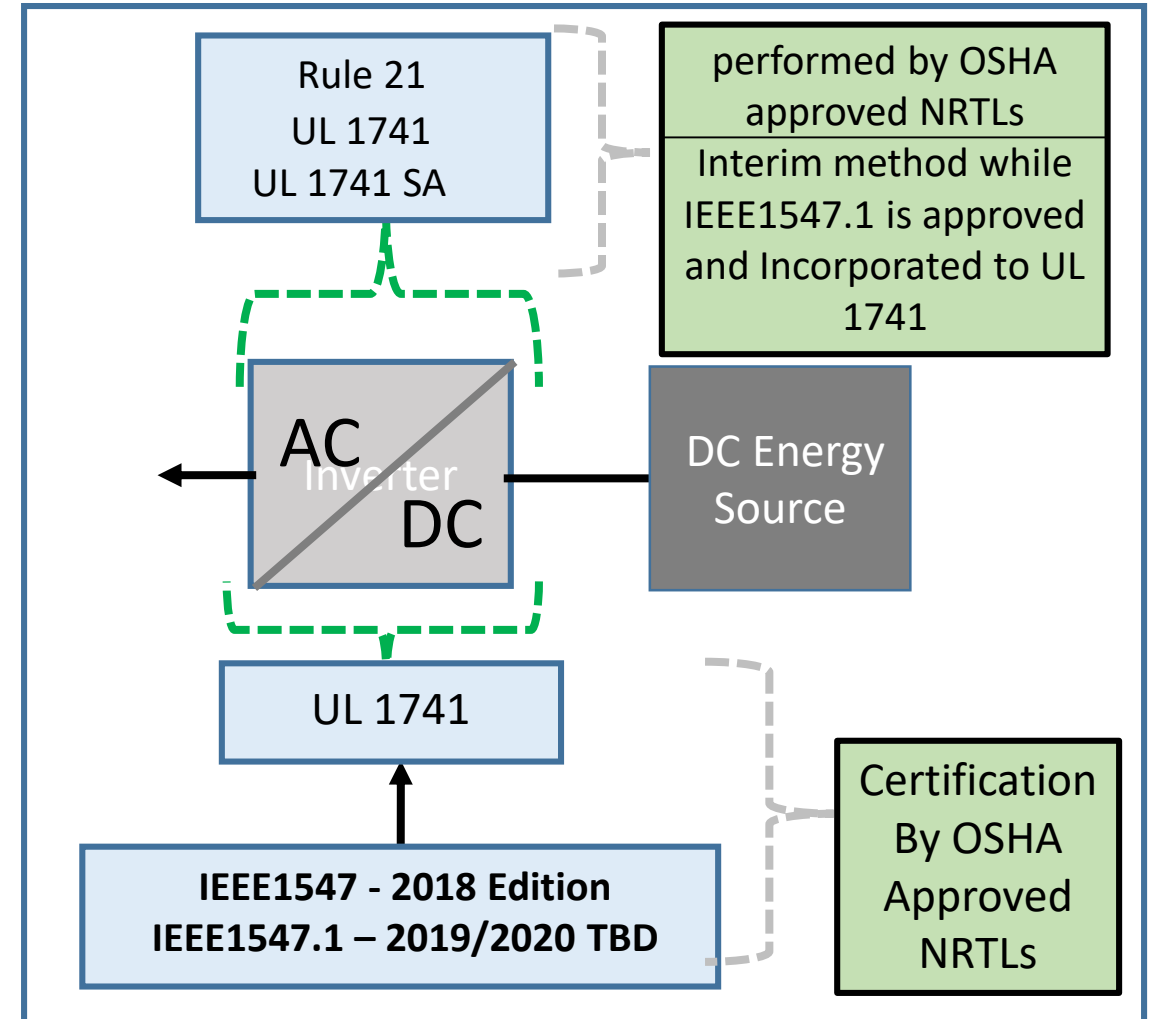 Rule 21
UL 1741
UL 1741 SA
performed by OSHA
approved NRTLs
Interim method while
IEEE1547.1 is approved
and Incorporated to UL
1741
AC
Inverter
DC
DC Energy
Source
UL 1741
IEEE1547 - 2018 Edition
IEEE1547.1 – 2019/2020 TBD
Certification
By OSHA
Approved
NRTLs